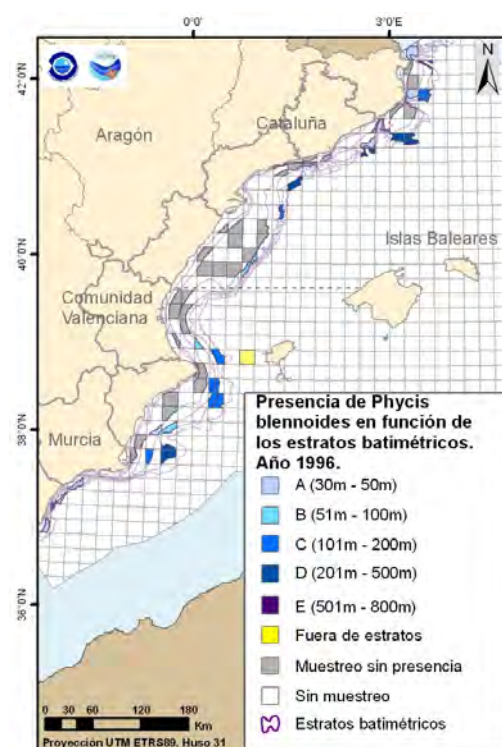 0°0' 3°0'E
42°0'N
N
Aragón
Cataluña
40°0'N
Islas Baleares
Comunidad
Valenciana
38°0'N
Murcia
36°0'N
Presencia de Phycis
blennoides en función de
los estratos batimétricos.
Año 1996.
A (30m - 50m)
B (51m - 100m)
C (101m - 200m)
D (201m - 500m)
E (501m - 800m)
Fuera de estratos
Muestreo sin presencia
Sin muestreo
Estratos batimétricos
0 30 60 120 180
Km
Proyección UTM ETRS89. Huso 31